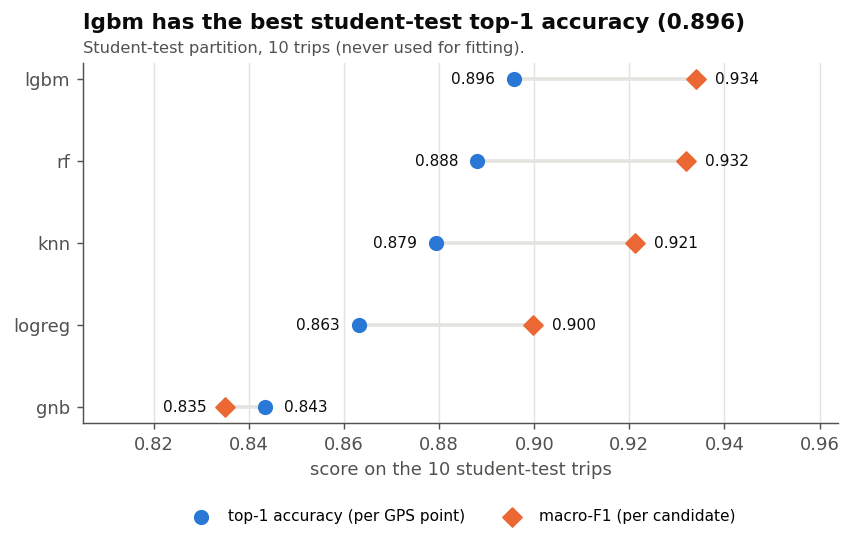 lgbm has the best student-test top-1 accuracy (0.896)
Student-test partition, 10 trips (never used for fitting).
lgbm 0.896 0.934
rf 0.888 0.932
knn 0.879 0.921
logreg 0.863 0.900
gnb 0.835 0.843
0.82 0.84 0.86 0.88 0.90 0.92 0.94 0.96
score on the 10 student-test trips
top-1 accuracy (per GPS point) macro-F1 (per candidate)